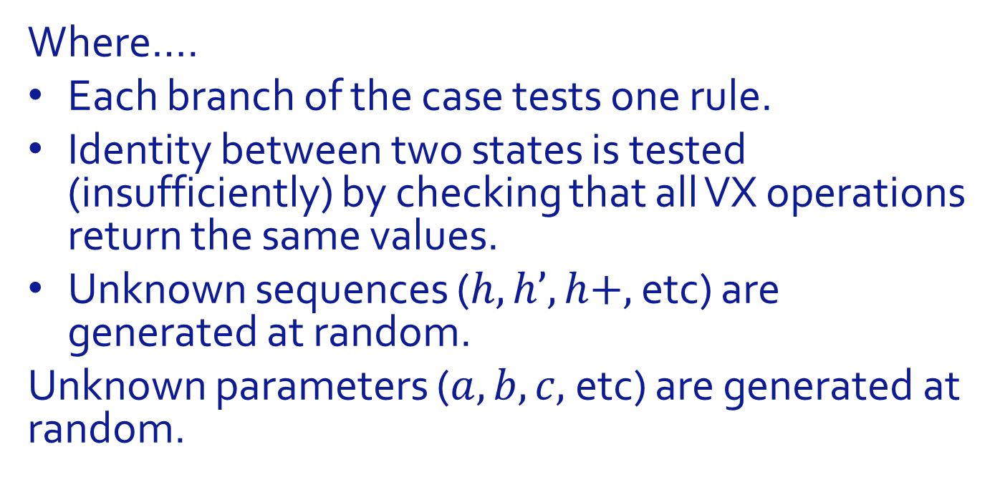 Where....
• Each branch of the case tests one rule.
• Identity between two states is tested
(insufficiently) by checking that all VX operations
return the same values.
• Unknown sequences (h, h’, h+, etc) are
generated at random.
Unknown parameters (a, b, c, etc) are generated at
random.